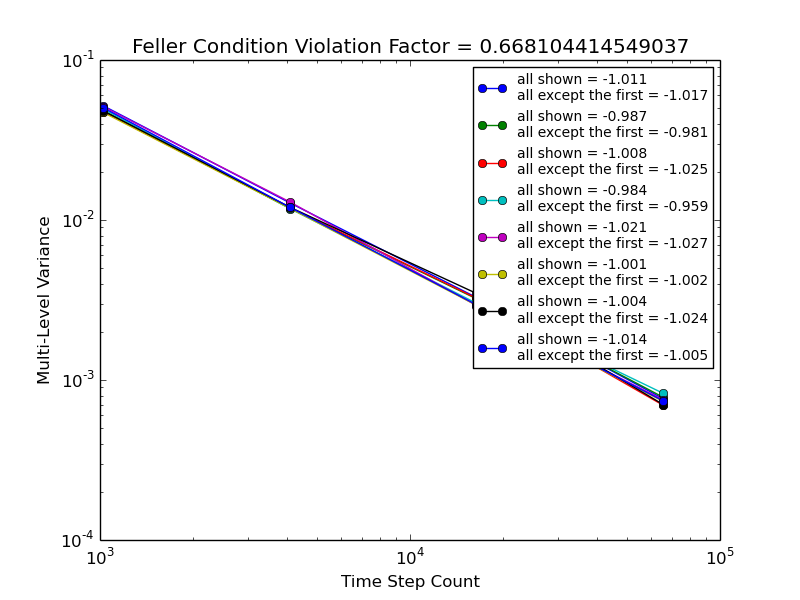 Feller Condition Violation Factor = 0.668104414549037
10^-1
10^-2
10^-3
10^-4
Multi-Level Variance
all shown = -1.011
all except the first = -1.017
all shown = -0.987
all except the first = -0.981
all shown = -1.008
all except the first = -1.025
all shown = -0.984
all except the first = -0.959
all shown = -1.021
all except the first = -1.027
all shown = -1.001
all except the first = -1.002
all shown = -1.004
all except the first = -1.024
all shown = -1.014
all except the first = -1.005
10^3
10^4
10^5
Time Step Count